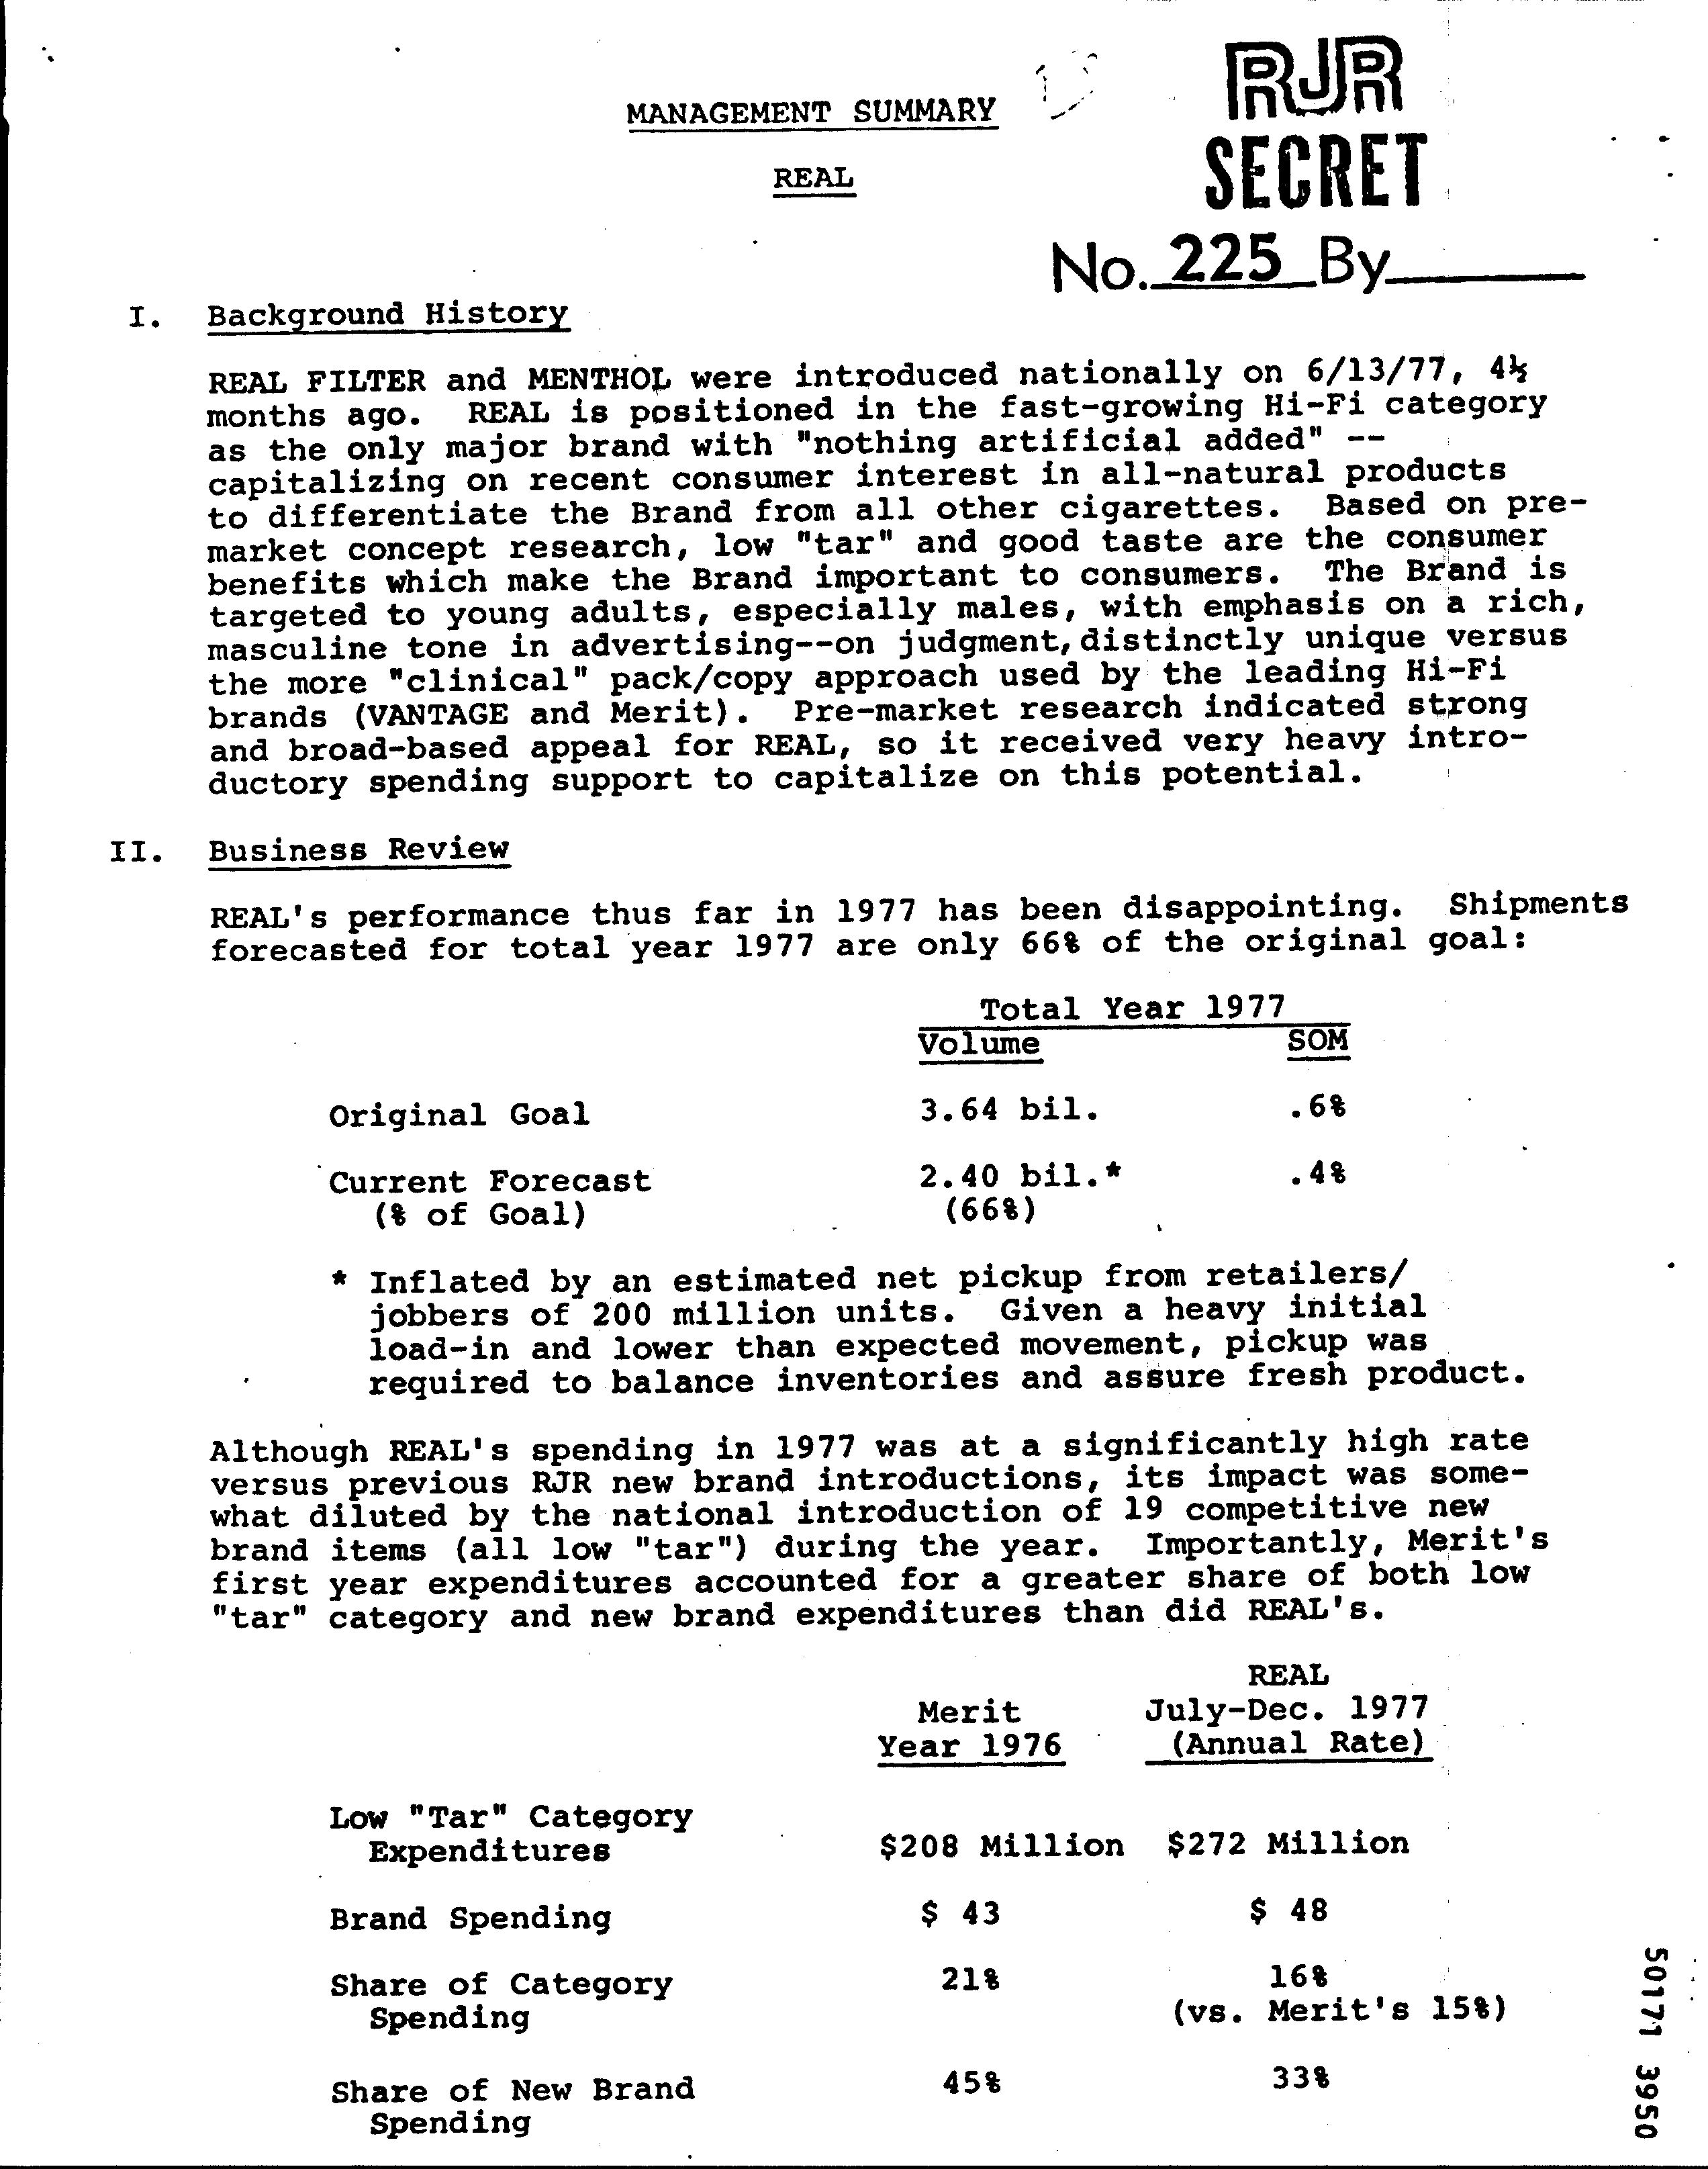 RJR
MANAGEMENT SUMMARY
SECRET
REAL
No. 225 By
I. Background History
REAL FILTER and MENTHOL were introduced nationally on 6/13/77, 4½
months ago. REAL is positioned in the fast-growing Hi-Fi category
as the only major brand with "nothing artificial added" --
capitalizing on recent consumer interest in all-natural products
to differentiate the Brand from all other cigarettes. Based on pre-
market concept research, low "tar" and good taste are the consumer
benefits which make the Brand important to consumers. The Brand is
targeted to young adults, especially males, with emphasis on a rich,
masculine tone in advertising--on judgment, distinctly unique versus
the more "clinical" pack/copy approach used by the leading Hi-Fi
brands (VANTAGE and Merit). Pre-market research indicated strong
and broad-based appeal for REAL, so it received very heavy intro-
ductory spending support to capitalize on this potential.
II. Business Review
REAL's performance thus far in 1977 has been disappointing. Shipments
forecasted for total year 1977 are only 66% of the original goal:
Total Year 1977
Volume SOM
Original Goal 3.64 bil. .6%
Current Forecast 2.40 bil.* .4%
(% of Goal) (66%)
* Inflated by an estimated net pickup from retailers/
jobbers of 200 million units. Given a heavy initial
load-in and lower than expected movement, pickup was
required to balance inventories and assure fresh product.
Although REAL's spending in 1977 was at a significantly high rate
versus previous RJR new brand introductions, its impact was some-
what diluted by the national introduction of 19 competitive new
brand items (all low "tar") during the year. Importantly, Merit's
first year expenditures accounted for a greater share of both low
"tar" category and new brand expenditures than did REAL's.
REAL
Merit July-Dec. 1977
Year 1976 (Annual Rate)
Low "Tar" Category
Expenditures $208 Million $272 Million
Brand Spending $ 43 $ 48
Share of Category 21% 16%
Spending (vs. Merit's 15%)
Share of New Brand 45% 33%
Spending
50171 3950